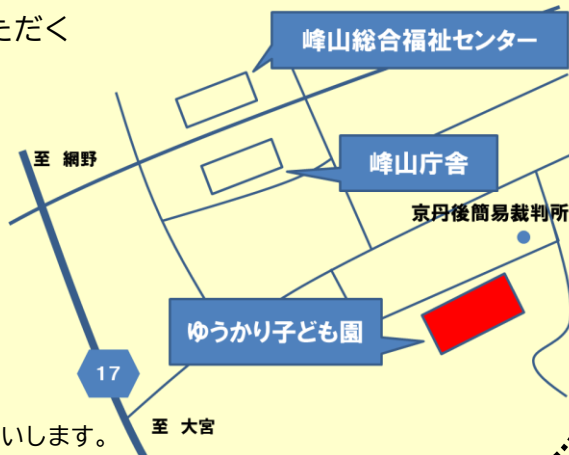 ただく
峰山総合福祉センター
至 網野
峰山庁舎
京丹後簡易裁判所
ゆうかり子ども園
17
至 大宮
いします。